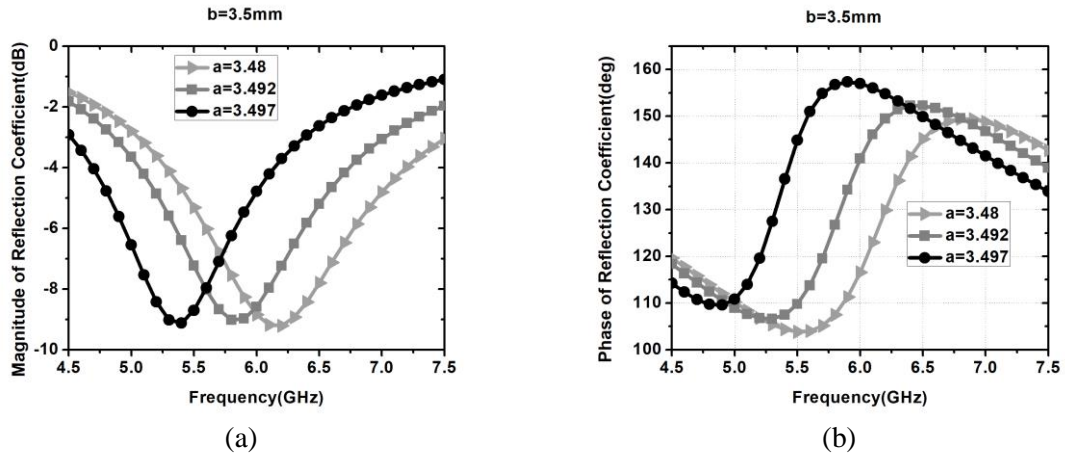 b=3.5mm
Magnitude of Reflection Coefficient(dB)
0
-2
-4
-6
-8
-10
a=3.48
a=3.492
a=3.497
4.5 5.0 5.5 6.0 6.5 7.0 7.5
Frequency(GHz)
(a)
b=3.5mm
Phase of Reflection Coefficient(deg)
160
150
140
130
120
110
100
a=3.48
a=3.492
a=3.497
4.5 5.0 5.5 6.0 6.5 7.0 7.5
Frequency(GHz)
(b)